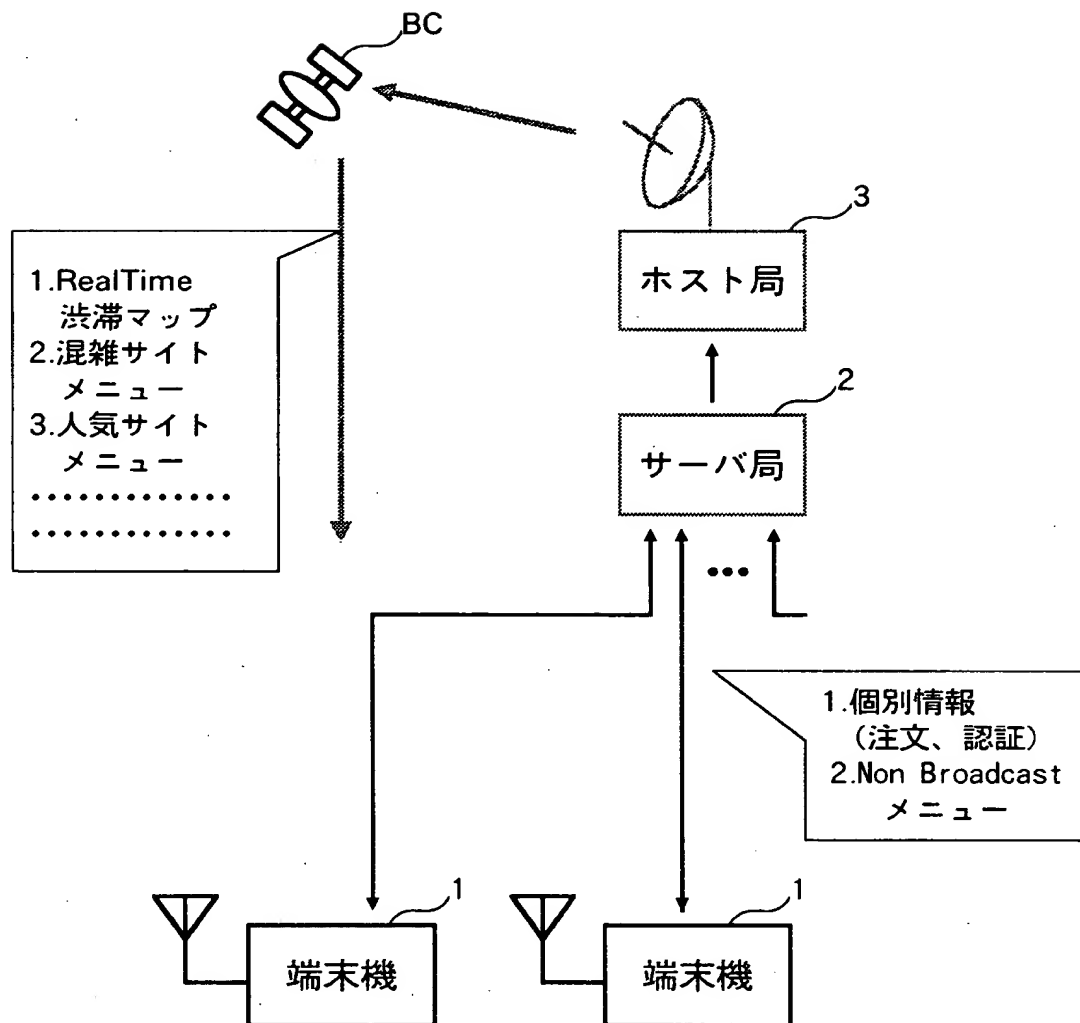 BC
3
ホスト局
1.RealTime
渋滞マップ
2.混雑サイト
メニュー
3.人気サイト
メニュー
•••••••••••••
•••••••••••••
2
サーバ局
•••
1.個別情報
(注文、認証)
2.Non Broadcast
メニュー
1
端末機
1
端末機